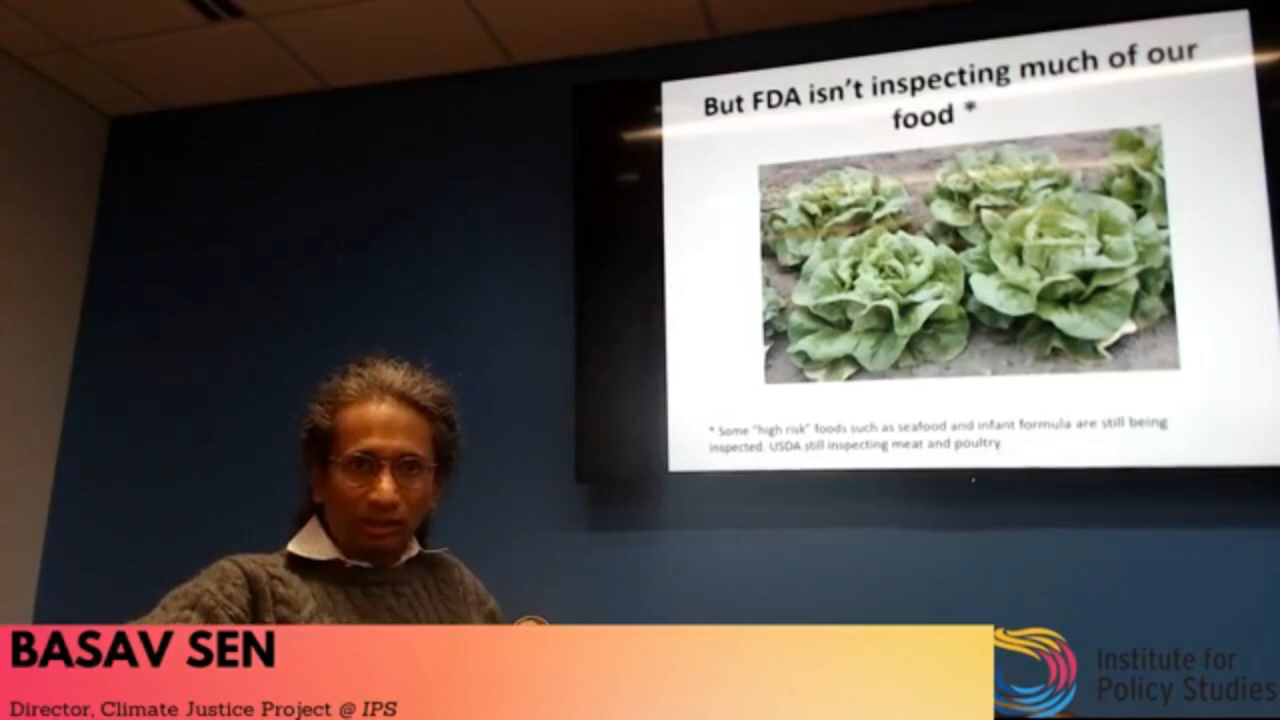 But FDA isn't inspecting much of our
food *
* Some "high risk" foods such as seafood and infant formula are still being
inspected. USDA still inspecting meat and poultry
BASAV SEN
Director, Climate Justice Project @ IPS
Institute for
Policy Studies